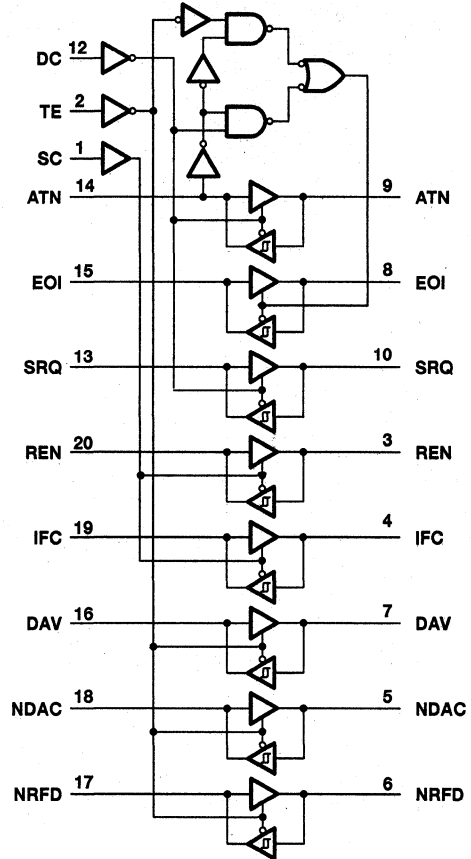 DC 12
TE 2
SC 1
ATN 14 9 ATN
EOI 15 8 EOI
SRQ 13 10 SRQ
REN 20 3 REN
IFC 19 4 IFC
DAV 16 7 DAV
NDAC 18 5 NDAC
NRFD 17 6 NRFD